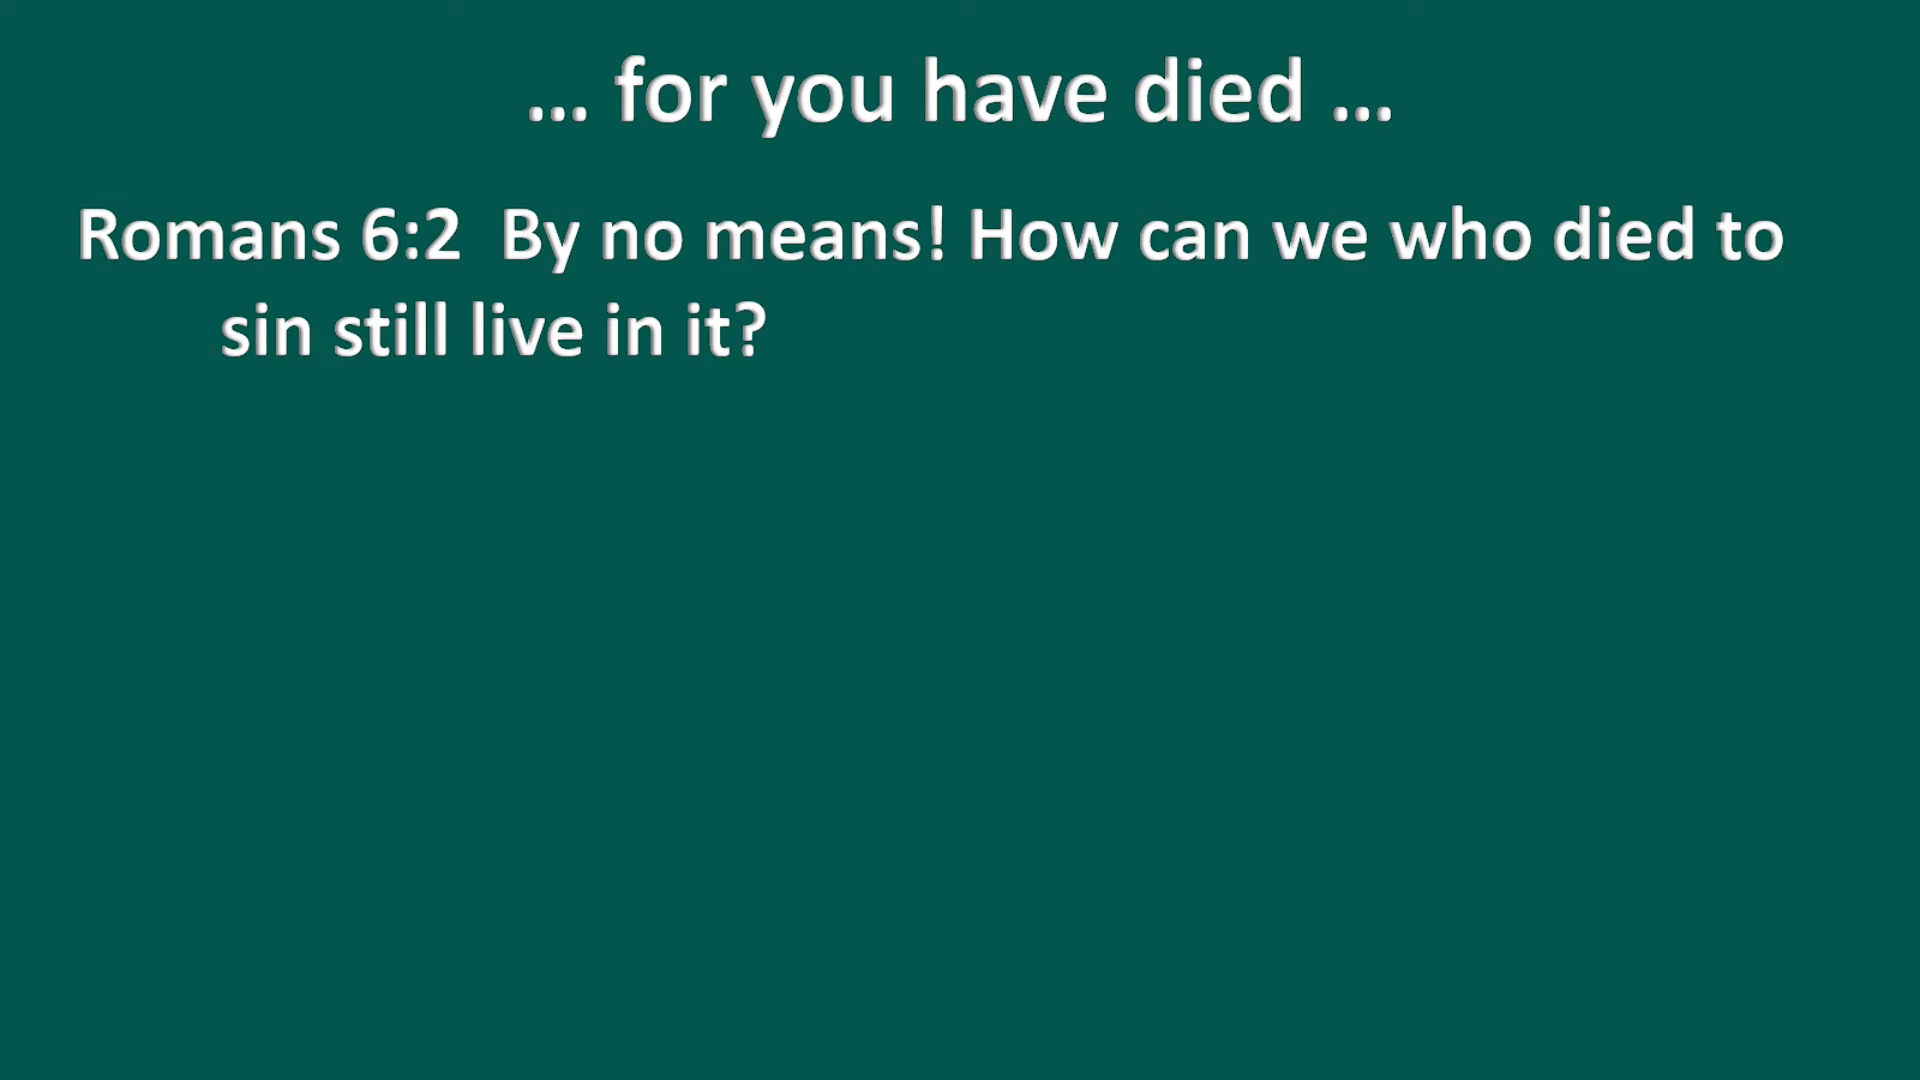 ... for you have died ...
Romans 6:2  By no means! How can we who died to
sin still live in it?